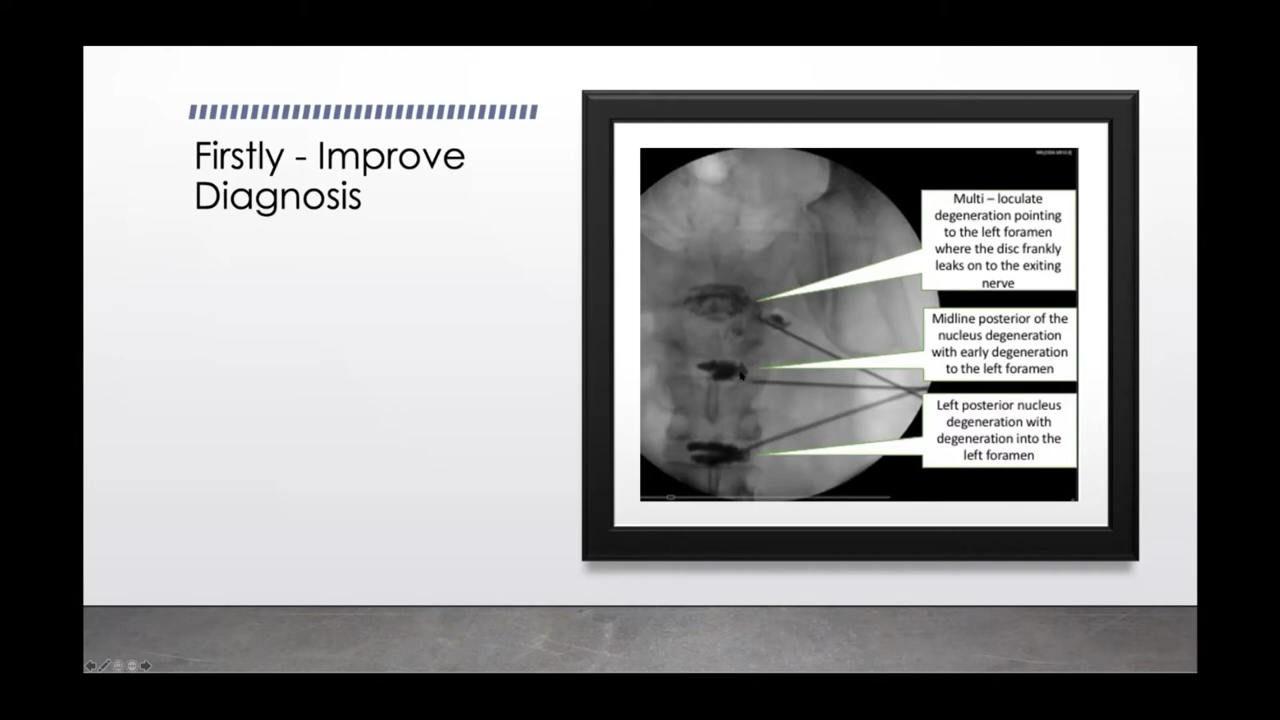 Firstly - Improve
Diagnosis
Multi – loculate
degeneration pointing
to the left foramen
where the disc frankly
leaks on to the exiting
nerve
Midline posterior of the
nucleus degeneration
with early degeneration
to the left foramen
Left posterior nucleus
degeneration with
degeneration into the
left foramen